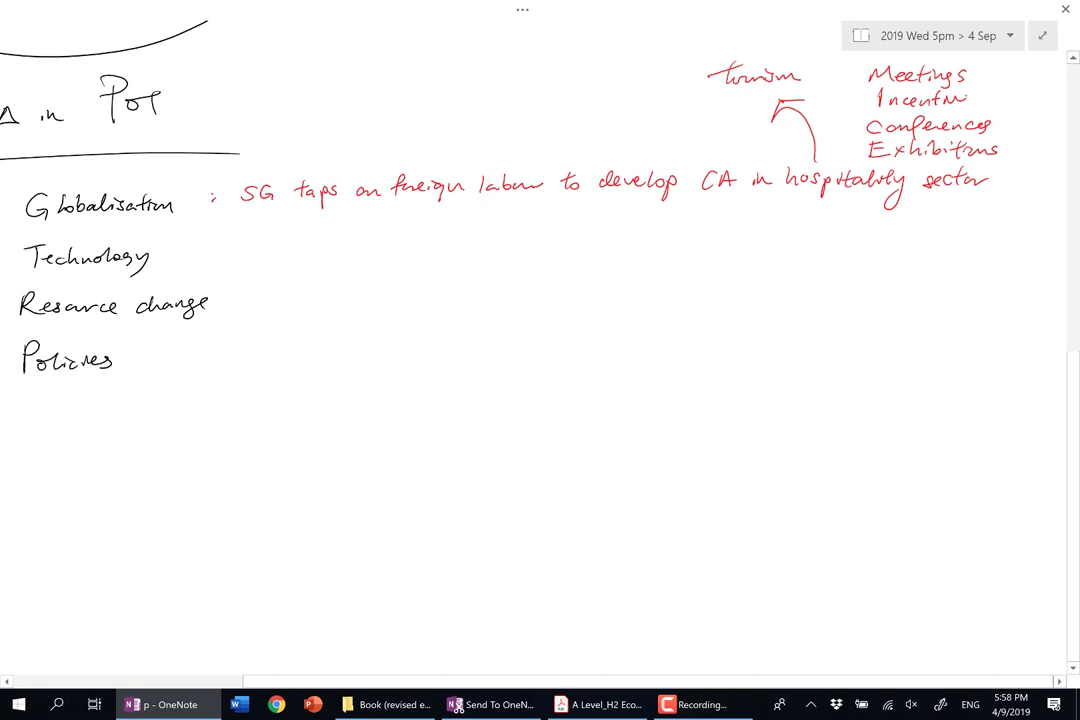 ...
2019 Wed 5pm > 4 Sep
Δ in PoT
tourism
Meetings
Incentiv
Conferences
Exhibitions
Globalisation : SG taps on foreign labour to develop CA in hospitality sector
Technology
Resource change
Policies
p - OneNote
Book (revised e...
Send To OneN...
A Level_H2 Eco...
Recording...
ENG
5:58 PM
4/9/2019